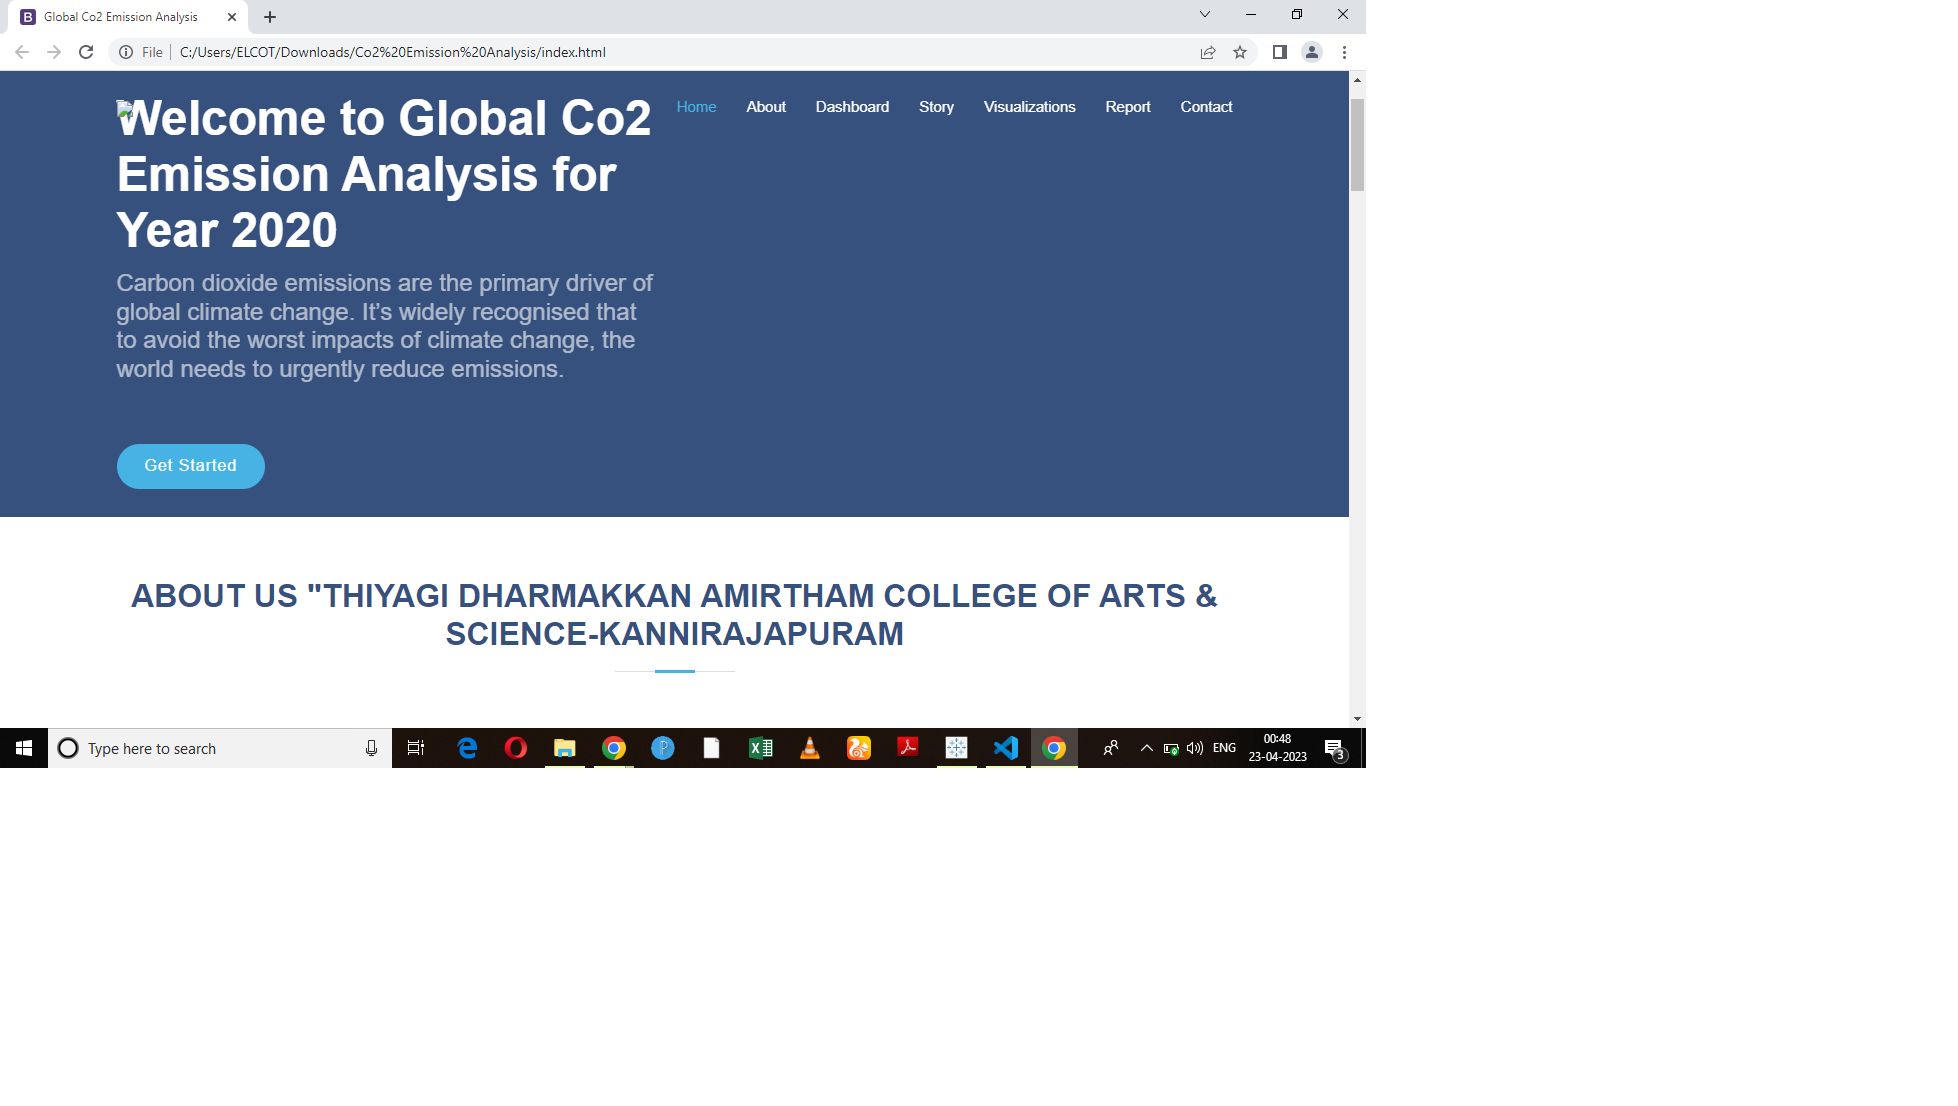 Global Co2 Emission Analysis
File C:/Users/ELCOT/Downloads/Co2%20Emission%20Analysis/index.html
Home About Dashboard Story Visualizations Report Contact
Welcome to Global Co2
Emission Analysis for
Year 2020
Carbon dioxide emissions are the primary driver of
global climate change. It's widely recognised that
to avoid the worst impacts of climate change, the
world needs to urgently reduce emissions.
Get Started
ABOUT US "THIYAGI DHARMAKKAN AMIRTHAM COLLEGE OF ARTS &
SCIENCE-KANNIRAJAPURAM
Type here to search
ENG
00:48
23-04-2023
3